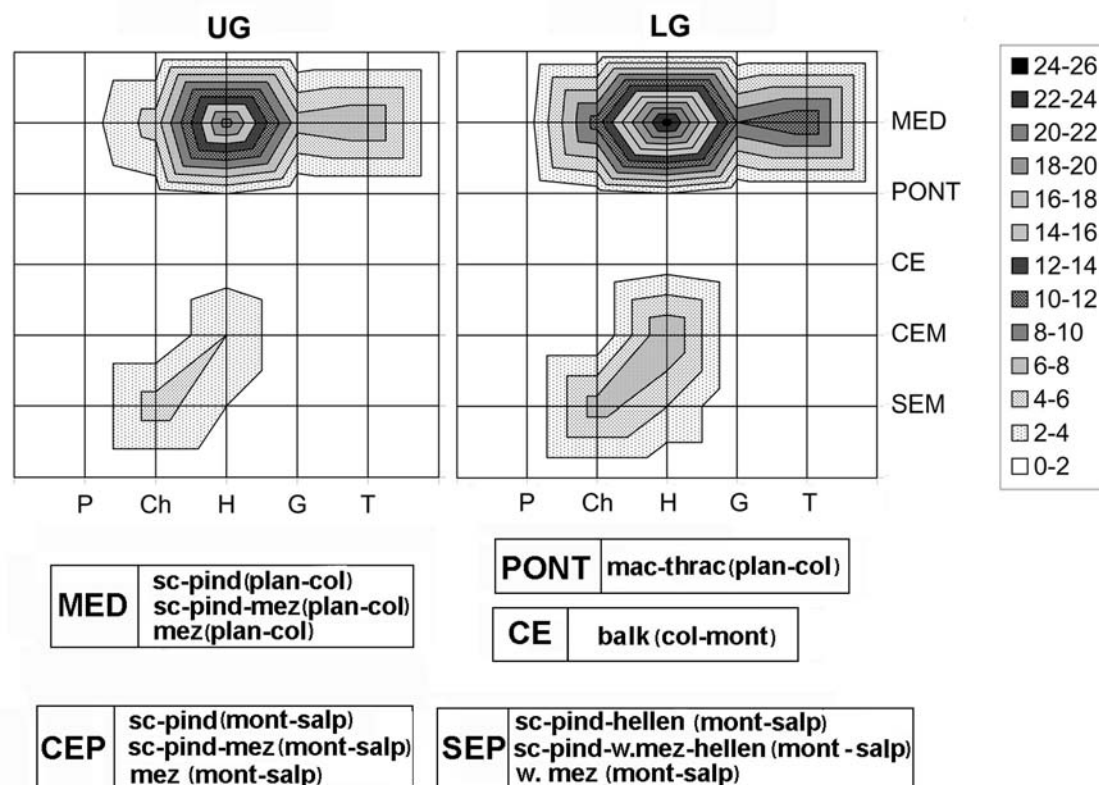 UG
LG
24-26
22-24
20-22
18-20
16-18
14-16
12-14
10-12
8-10
6-8
4-6
2-4
0-2
MED
PONT
CE
CEM
SEM
P Ch H G T
P Ch H G T
MED
sc-pind(plan-col)
sc-pind-mez(plan-col)
mez(plan-col)
PONT mac-thrac(plan-col)
CE balk(col-mont)
CEP
sc-pind(mont-salp)
sc-pind-mez(mont-salp)
mez (mont-salp)
SEP
sc-pind-hellen (mont-salp)
sc-pind-w.mez-hellen(mont-salp)
w. mez (mont-salp)